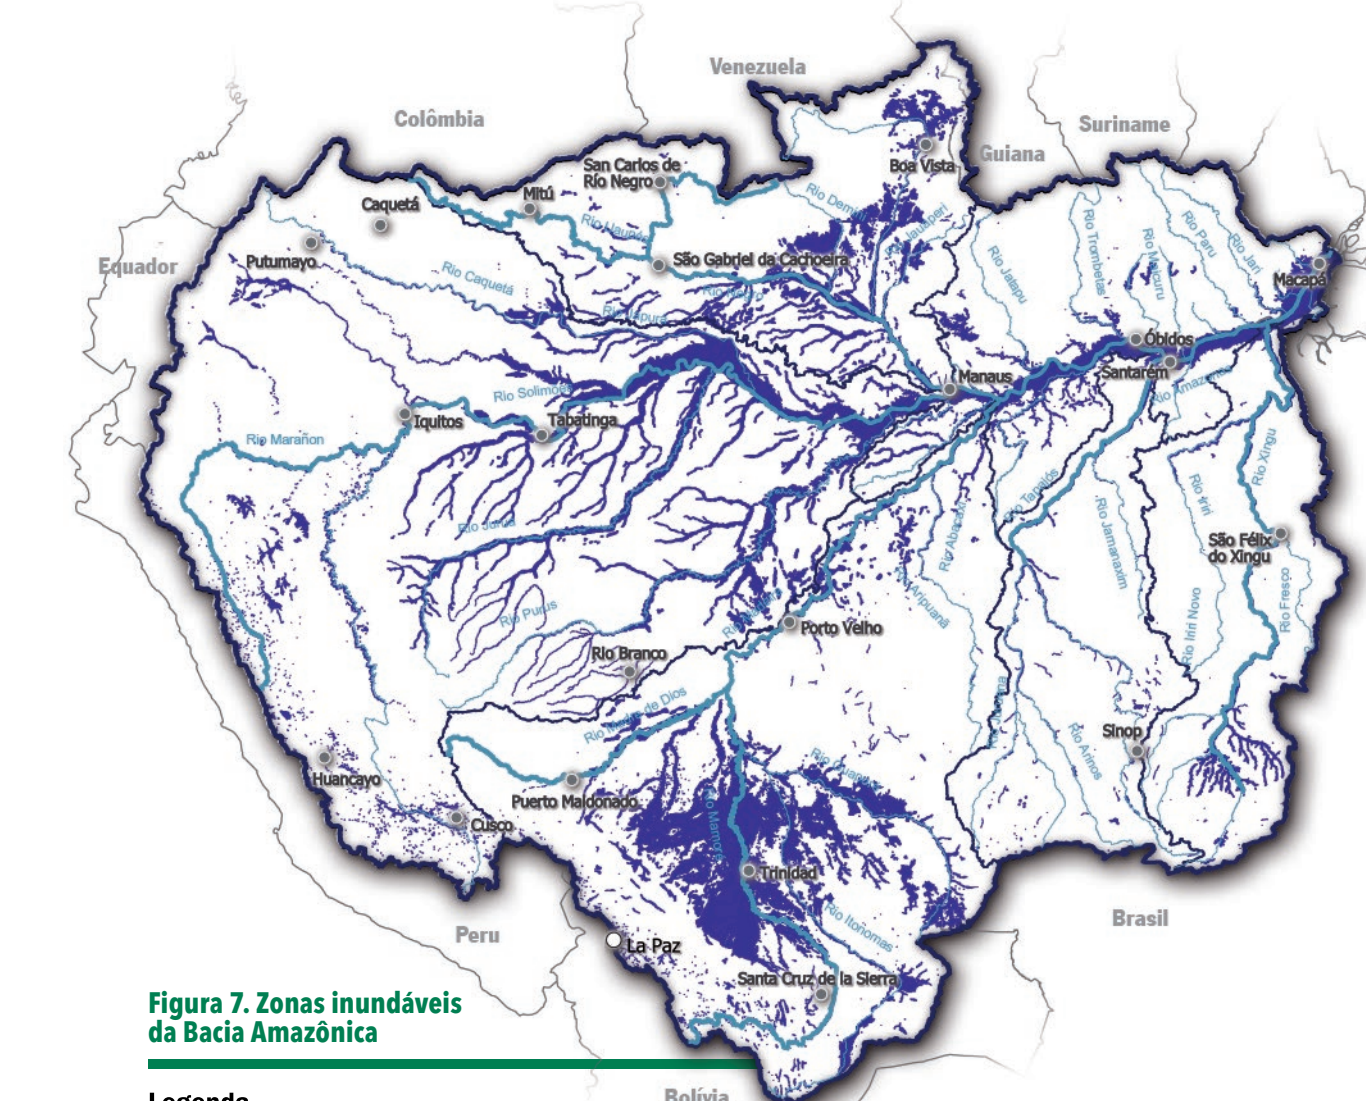 Venezuela
Colômbia
Suriname
Guiana
Equador
San Carlos de
Río Negro
Boa Vista
Mitú
Caquetá
Rio Demini
Rio Jauaperi
Putumayo
São Gabriel da Cachoeira
Rio Caquetá
Rio Negro
Rio Japurá
Rio Jatapu
Rio Trombetas
Rio Maicuru
Rio Paru
Rio Jari
Macapá
Óbidos
Santarém
Rio Amazonas
Manaus
Rio Solimões
Iquitos
Tabatinga
Rio Marañon
Rio Juruá
Rio Tapajós
Rio Jamanxim
Rio Iriri
Rio Xingu
São Félix
do Xingu
Rio Fresco
Rio Iriri Novo
Rio Abacaxis
Rio Aripuanã
Rio Purus
Rio Madeira
Porto Velho
Rio Branco
Rio Madre de Dios
Rio Juruena
Rio Arinos
Sinop
Huancayo
Puerto Maldonado
Cusco
Rio Mamoré
Trinidad
Rio Itonomas
Peru
La Paz
Santa Cruz de la Sierra
Brasil
Figura 7. Zonas inundáveis
da Bacia Amazônica
Legenda
Bolívia